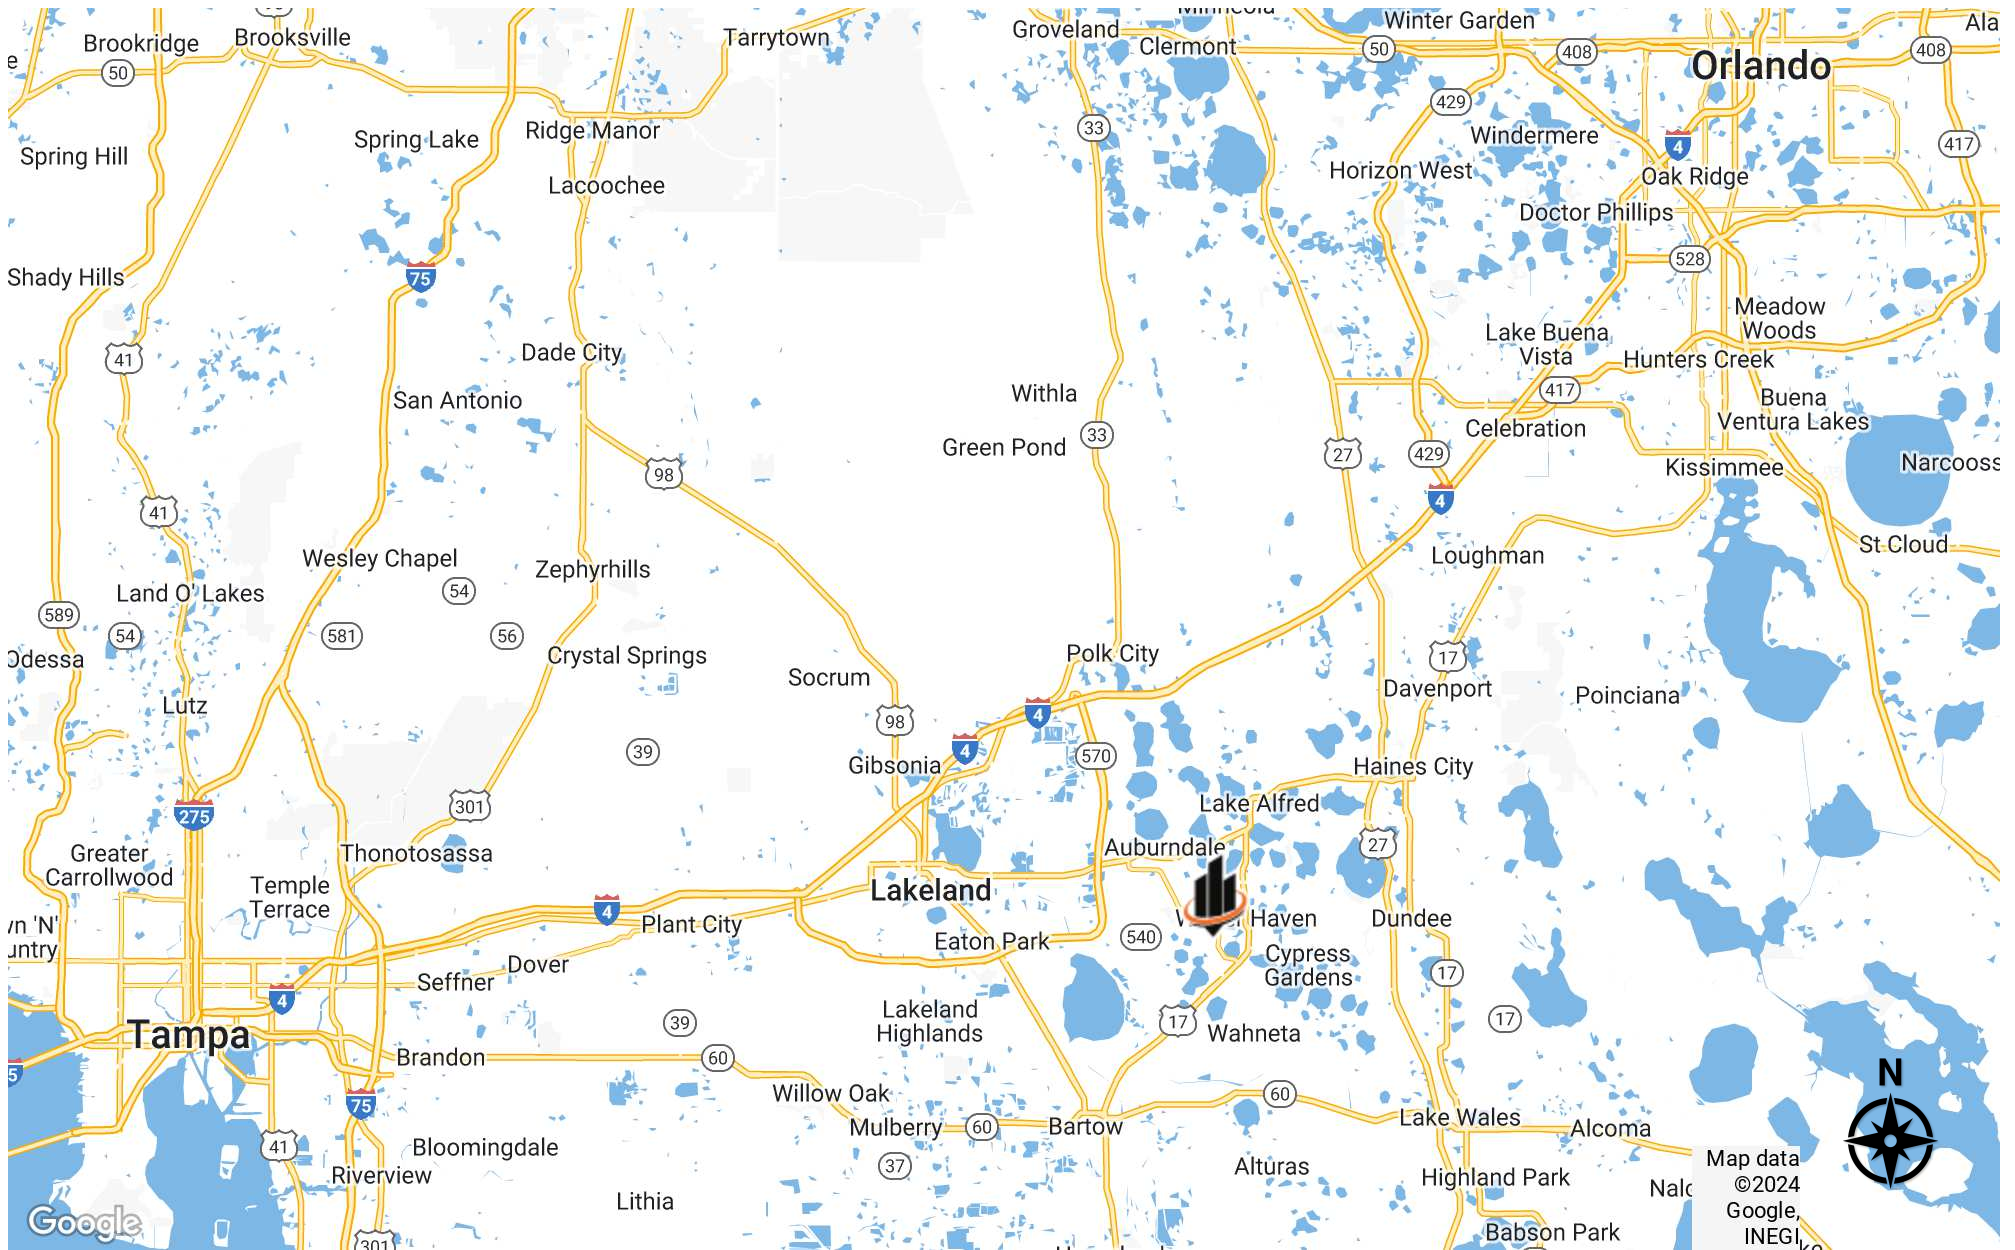 Minneola
Groveland
Clermont
Winter Garden
Brookridge
Brooksville
Tarrytown
50
50
408
408
Orlando
Spring Hill
Spring Lake
Ridge Manor
Lacoochee
33
429
Windermere
4
417
Horizon West
Oak Ridge
Doctor Phillips
528
Shady Hills
75
41
Dade City
San Antonio
Withla
Green Pond
33
Lake Buena
Vista
Meadow
Woods
Hunters Creek
417
Buena
Ventura Lakes
Celebration
27
429
Kissimmee
4
98
41
Wesley Chapel
54
Zephyrhills
Loughman
St Cloud
Land O' Lakes
589
54
581
56
Odessa
Crystal Springs
Socrum
Polk City
17
Davenport
Poinciana
Lutz
98
4
4
39
Gibsonia
570
Haines City
275
301
Lake Alfred
27
Greater
Carrollwood
Thonotosassa
Auburndale
Temple
Terrace
Lakeland
4
Plant City
Haven
Dundee
Eaton Park
540
Cypress
Gardens
Dover
Seffner
17
4
Tampa
39
Lakeland
Highlands
17
Wahneta
17
Brandon
60
75
Willow Oak
60
Mulberry
60
Bartow
Lake Wales
Alcoma
41
Bloomingdale
Riverview
37
Alturas
Highland Park
Lithia
301
Babson Park
N
Google
Map data
©2024
Google,
INEGI